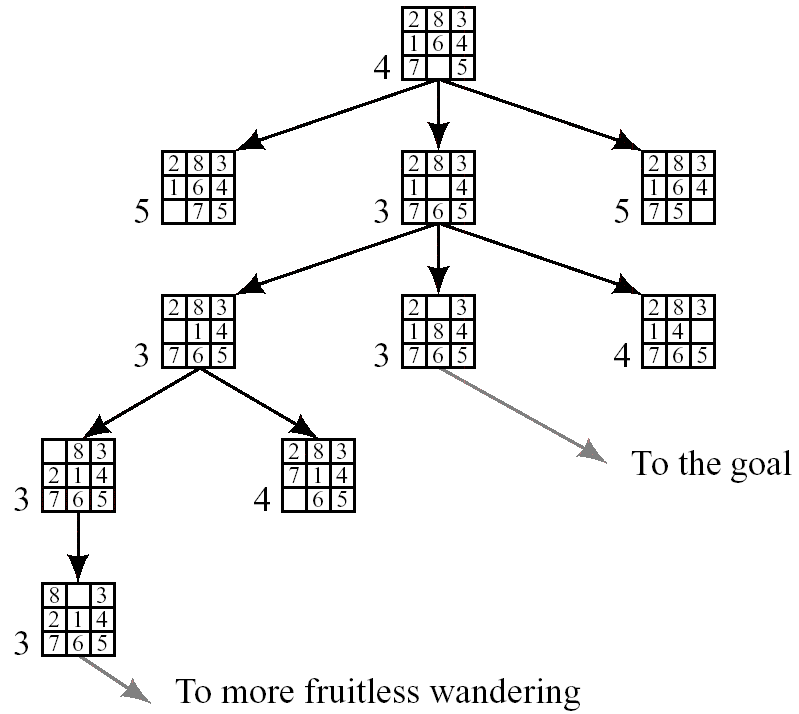 2 8 3
1 6 4
4 7 5
2 8 3 2 8 3 2 8 3
1 6 4 1 4 1 6 4
5 7 5 3 7 6 5 5 7 5
2 8 3 2 3 2 8 3
1 4 1 8 4 1 4
3 7 6 5 3 7 6 5 4 7 6 5
8 3 2 8 3
2 1 4 7 1 4 To the goal
3 7 6 5 4 6 5
8 3
2 1 4
3 7 6 5
To more fruitless wandering